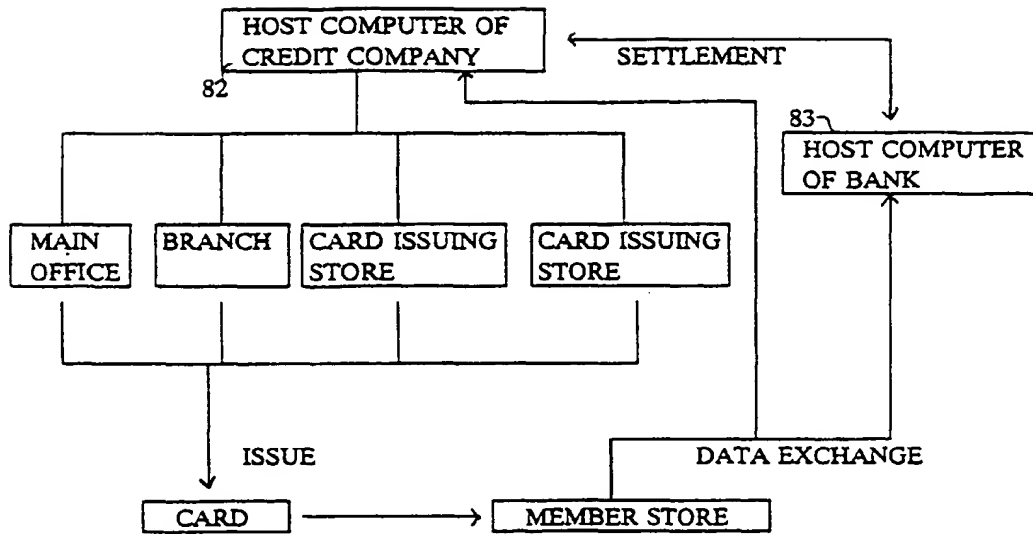 HOST COMPUTER OF
CREDIT COMPANY
SETTLEMENT
82
83
HOST COMPUTER
OF BANK
MAIN
OFFICE
BRANCH
CARD ISSUING
STORE
CARD ISSUING
STORE
ISSUE
DATA EXCHANGE
CARD
MEMBER STORE